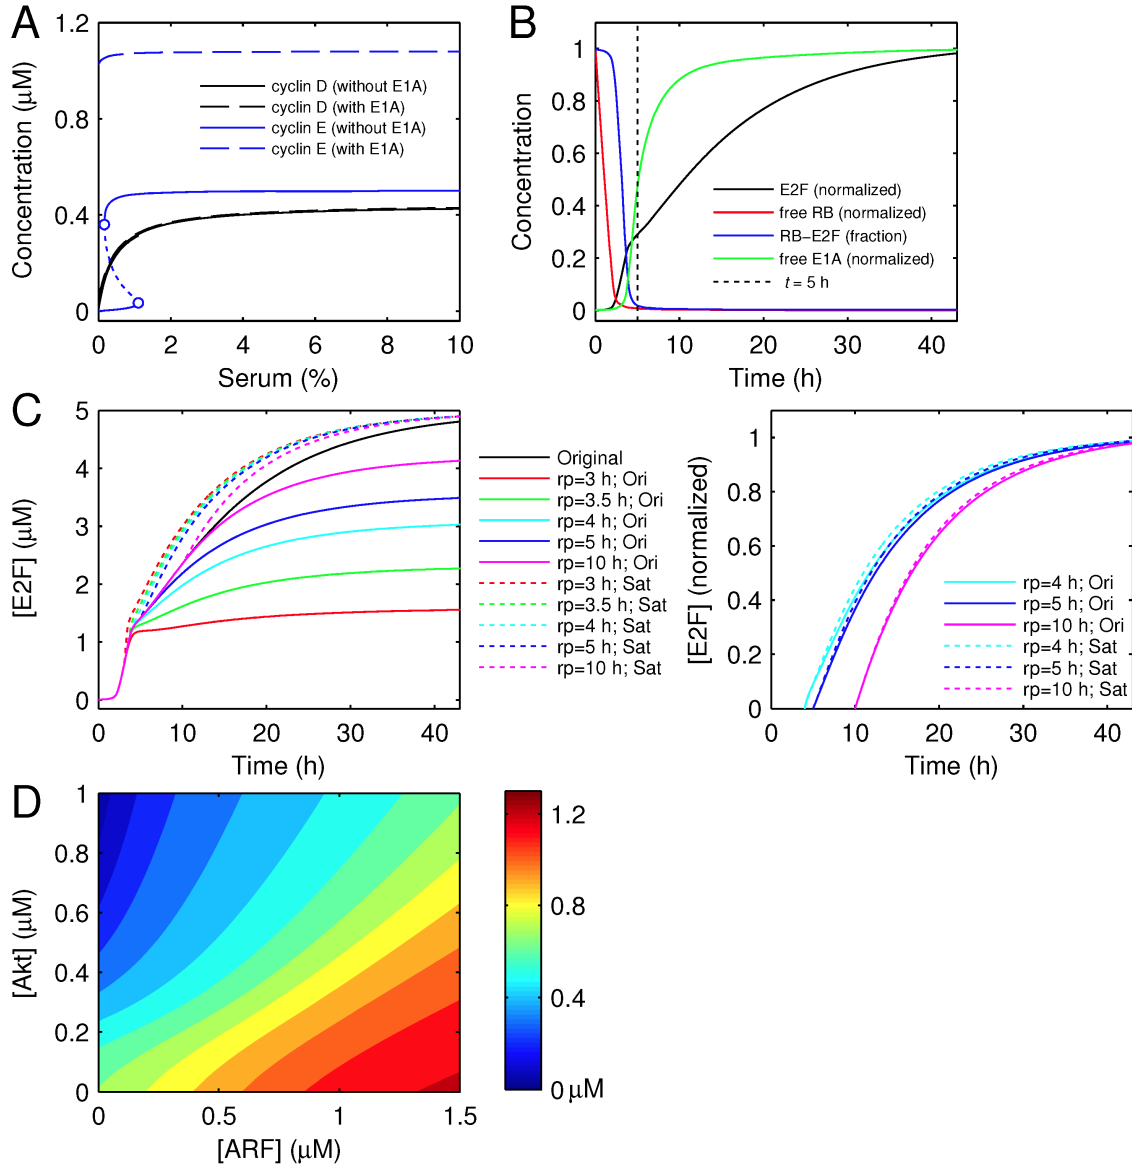 A
1.2
0.8
0.4
0
Concentration (μM)
cyclin D (without E1A)
cyclin D (with E1A)
cyclin E (without E1A)
cyclin E (with E1A)
0 2 4 6 8 10
Serum (%)
B
1
0.8
0.6
0.4
0.2
0
Concentration
E2F (normalized)
free RB (normalized)
RB−E2F (fraction)
free E1A (normalized)
t = 5 h
0 10 20 30 40
Time (h)
C
5
4
3
2
1
0
[E2F] (μM)
0 10 20 30 40
Time (h)
Original
rp=3 h; Ori
rp=3.5 h; Ori
rp=4 h; Ori
rp=5 h; Ori
rp=10 h; Ori
rp=3 h; Sat
rp=3.5 h; Sat
rp=4 h; Sat
rp=5 h; Sat
rp=10 h; Sat
1
0.8
0.6
0.4
0.2
0
[E2F] (normalized)
rp=4 h; Ori
rp=5 h; Ori
rp=10 h; Ori
rp=4 h; Sat
rp=5 h; Sat
rp=10 h; Sat
0 10 20 30 40
Time (h)
D
1
0.8
0.6
0.4
0.2
0
[Akt] (μM)
0 0.5 1 1.5
[ARF] (μM)
1.2
0.8
0.4
0 μM